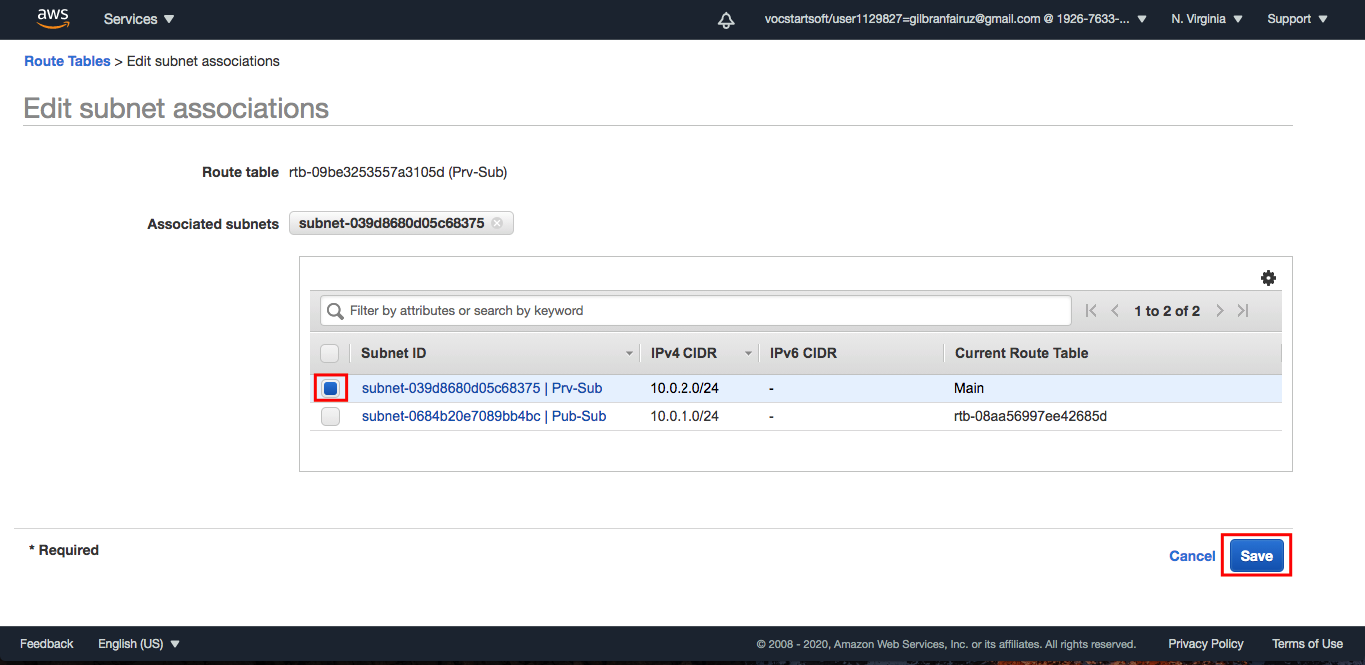 aws Services vocstartsoft/user1129827=gilbranfairuz@gmail.com @ 1926-7633-... N. Virginia Support
Route Tables > Edit subnet associations
Edit subnet associations
Route table rtb-09be3253557a3105d (Prv-Sub)
Associated subnets subnet-039d8680d05c68375
Filter by attributes or search by keyword 1 to 2 of 2
Subnet ID IPv4 CIDR IPv6 CIDR Current Route Table
subnet-039d8680d05c68375 | Prv-Sub 10.0.2.0/24 - Main
subnet-0684b20e7089bb4bc | Pub-Sub 10.0.1.0/24 - rtb-08aa56997ee42685d
* Required Cancel Save
Feedback English (US) © 2008 - 2020, Amazon Web Services, Inc. or its affiliates. All rights reserved. Privacy Policy Terms of Use